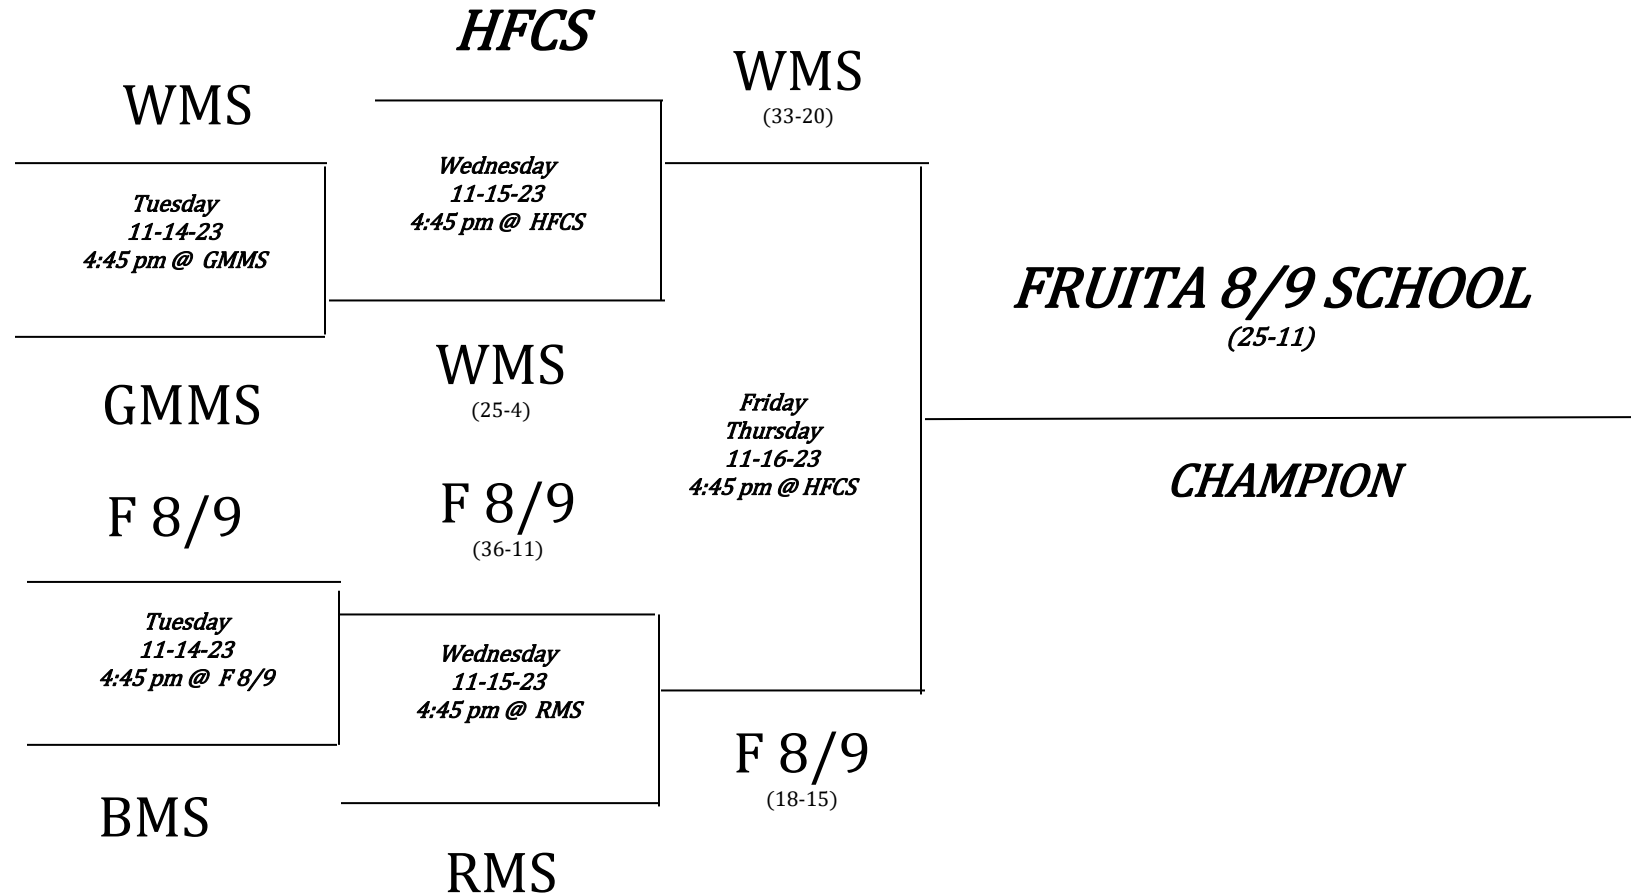 HFCS
WMS
(33-20)
WMS
Wednesday
11-15-23
4:45 pm @ HFCS
Tuesday
11-14-23
4:45 pm @ GMMS
FRUITA 8/9 SCHOOL
(25-11)
WMS
(25-4)
GMMS
Friday
Thursday
11-16-23
4:45 pm @ HFCS
CHAMPION
F 8/9
(36-11)
F 8/9
Tuesday
11-14-23
4:45 pm @ F 8/9
Wednesday
11-15-23
4:45 pm @ RMS
F 8/9
(18-15)
BMS
RMS